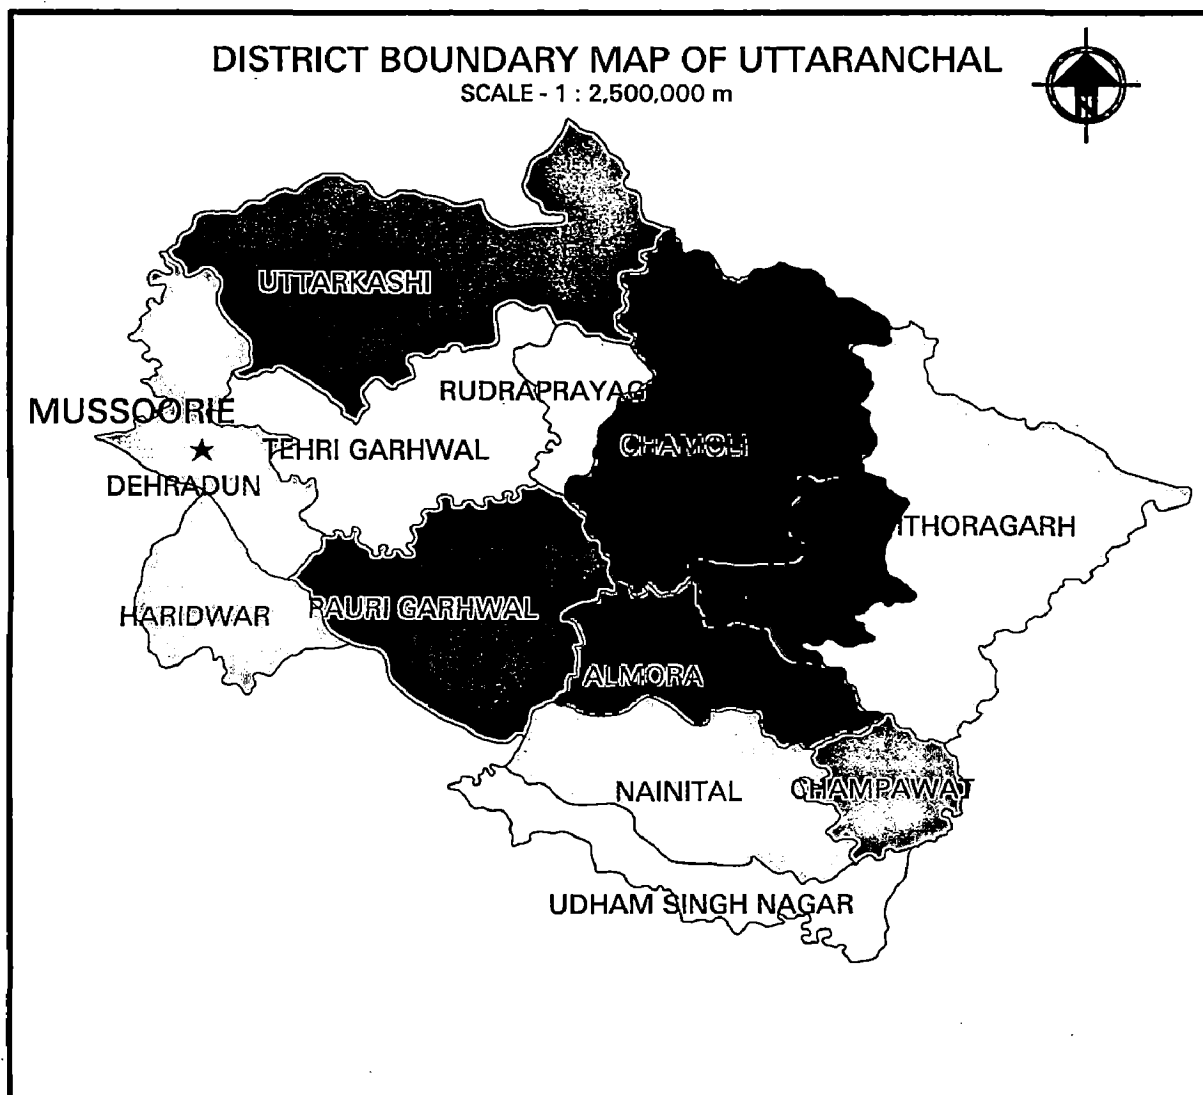 DISTRICT BOUNDARY MAP OF UTTARANCHAL
SCALE - 1 : 2,500,000 m
N
UTTARKASHI
RUDRAPRAYAG
MUSSOORIE
CHAMOLI
TEHRI GARHWAL
DEHRADUN
ITHORAGARH
PAURI GARHWAL
HARIDWAR
ALMORA
NAINITAL
CHAMPAWAT
UDHAM SINGH NAGAR